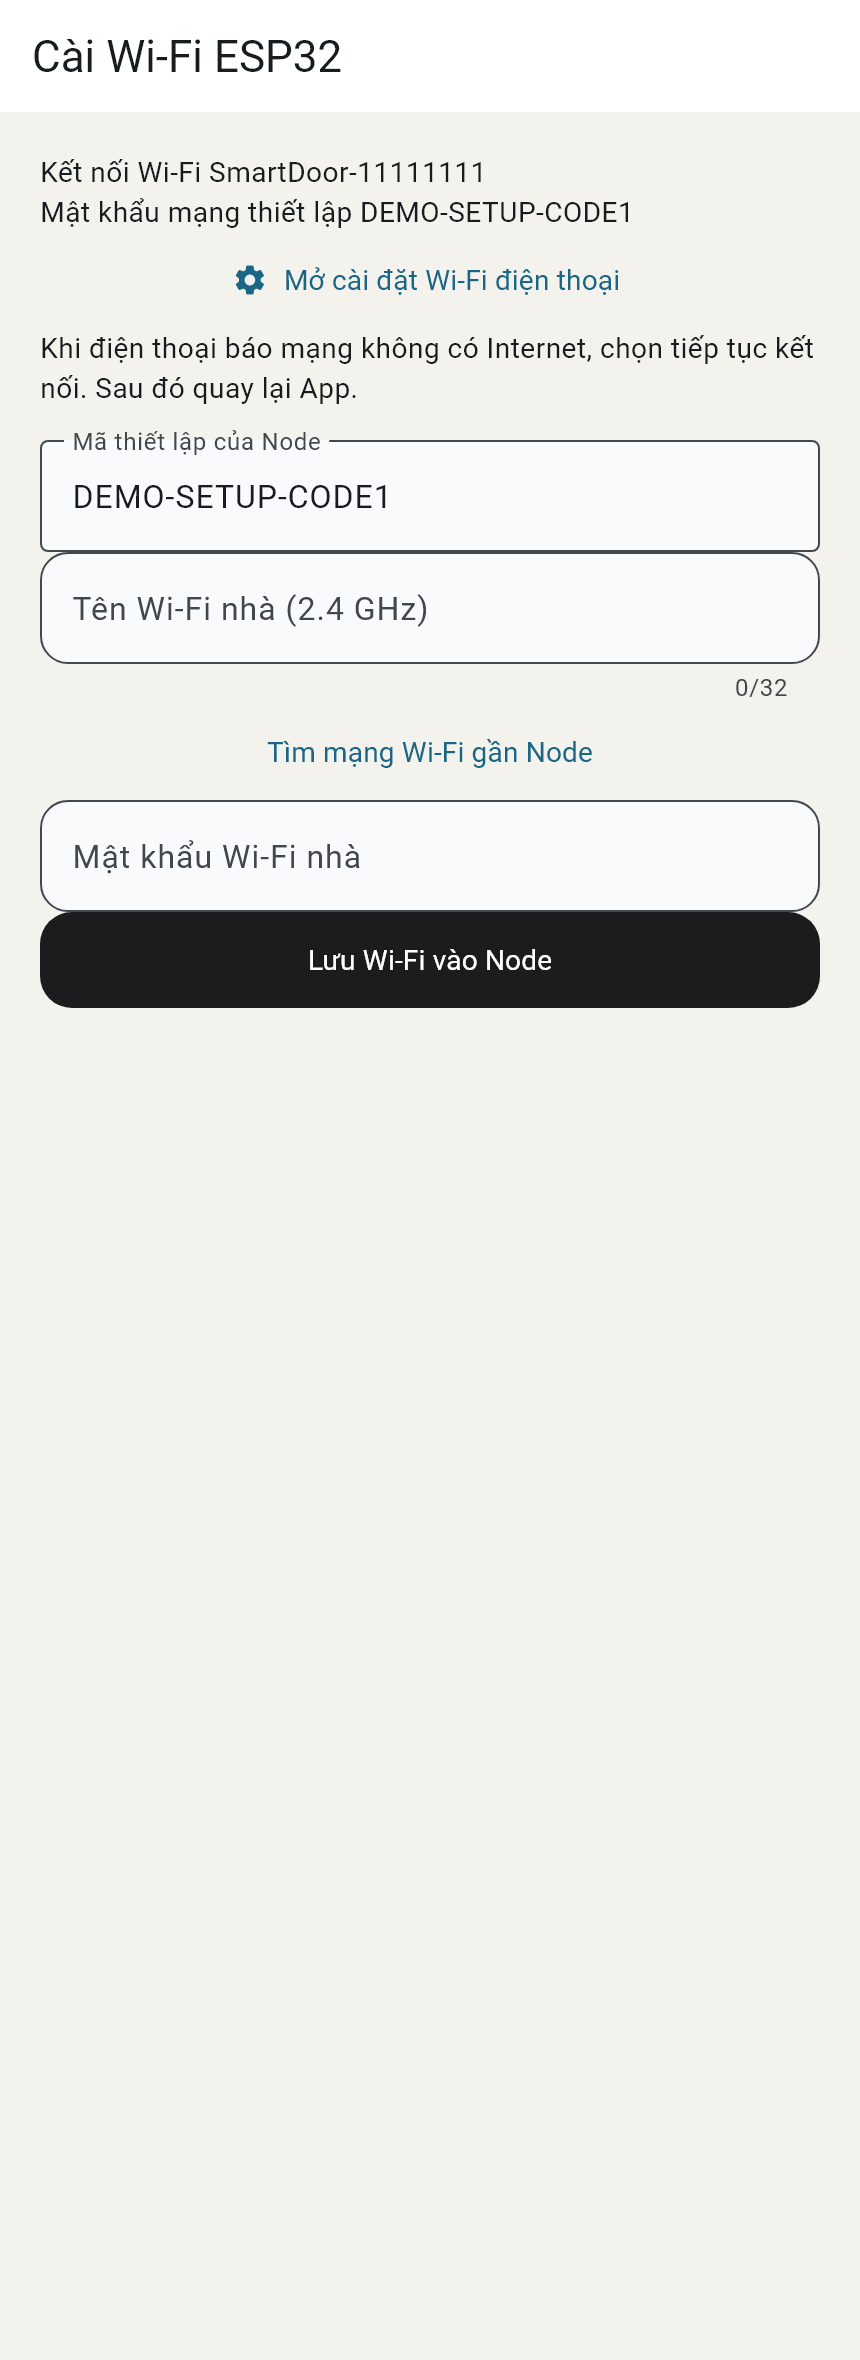 Cài Wi-Fi ESP32
Kết nối Wi-Fi SmartDoor-11111111
Mật khẩu mạng thiết lập DEMO-SETUP-CODE1
Mở cài đặt Wi-Fi điện thoại
Khi điện thoại báo mạng không có Internet, chọn tiếp tục kết
nối. Sau đó quay lại App.
Mã thiết lập của Node
DEMO-SETUP-CODE1
Tên Wi-Fi nhà (2.4 GHz)
0/32
Tìm mạng Wi-Fi gần Node
Mật khẩu Wi-Fi nhà
Lưu Wi-Fi vào Node